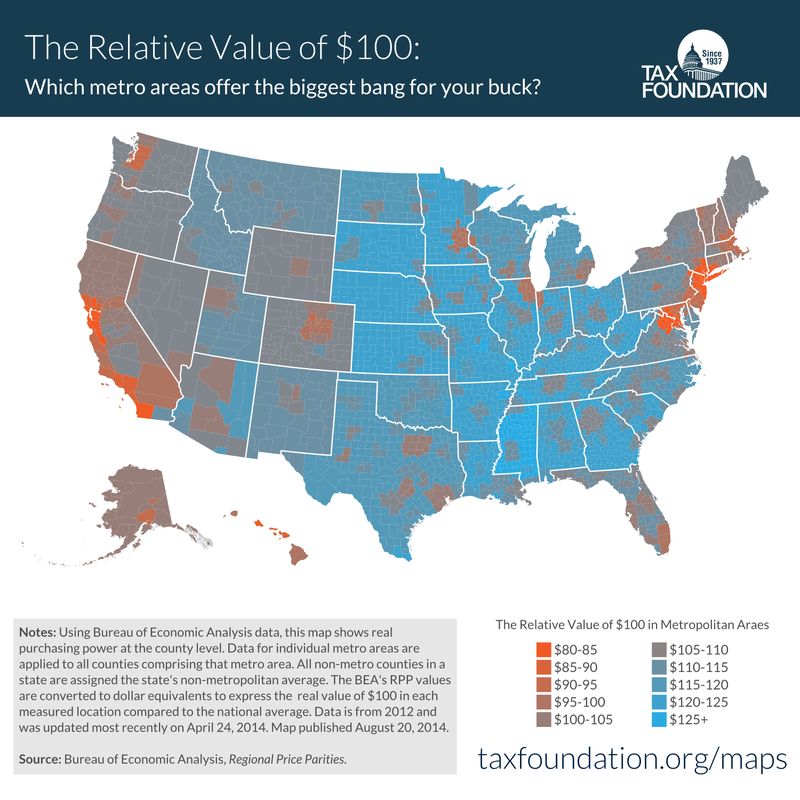 The Relative Value of $100:
Which metro areas offer the biggest bang for your buck?
Since
1937
TAX
FOUNDATION
Notes: Using Bureau of Economic Analysis data, this map shows real
purchasing power at the county level. Data for individual metro areas are
applied to all counties comprising that metro area. All non-metro counties in a
state are assigned the state's non-metropolitan average. The BEA's RPP values
are converted to dollar equivalents to express the real value of $100 in each
measured location compared to the national average. Data is from 2012 and
was updated most recently on April 24, 2014. Map published August 20, 2014.
Source: Bureau of Economic Analysis, Regional Price Parities.
The Relative Value of $100 in Metropolitan Araes
$80-85
$85-90
$90-95
$95-100
$100-105
$105-110
$110-115
$115-120
$120-125
$125+
taxfoundation.org/maps